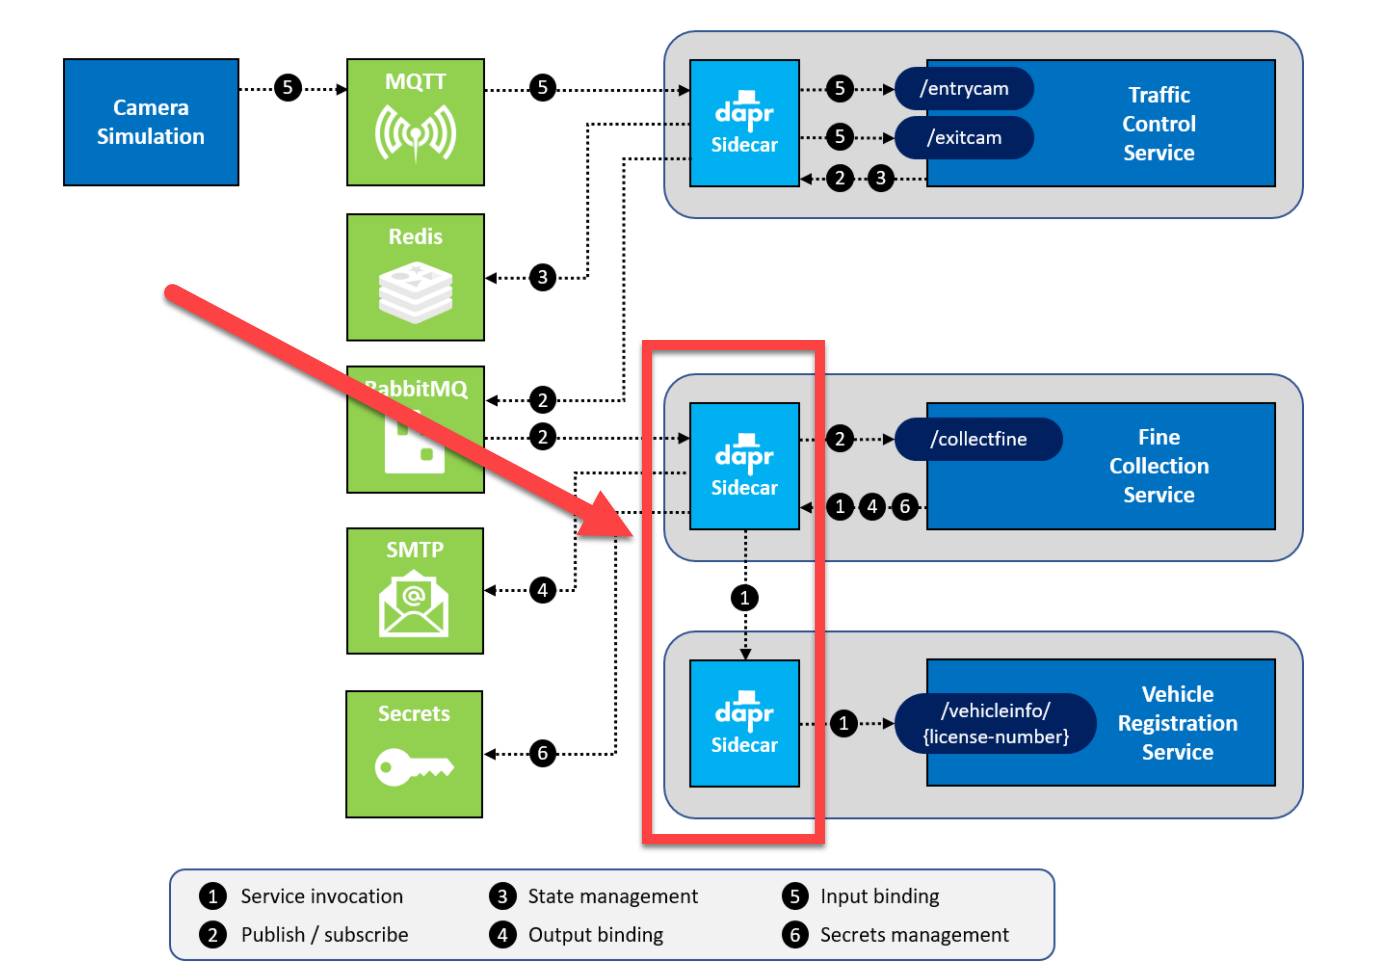 Camera
Simulation
5
MQTT
5
dapr
Sidecar
5
/entrycam
5
/exitcam
2 3
Traffic
Control
Service
Redis
3
RabbitMQ
2
2
dapr
Sidecar
2
/collectfine
1 4 6
Fine
Collection
Service
SMTP
@
4
1
Secrets
6
dapr
Sidecar
1
/vehicleinfo/
{license-number}
Vehicle
Registration
Service
1 Service invocation
3 State management
5 Input binding
2 Publish / subscribe
4 Output binding
6 Secrets management